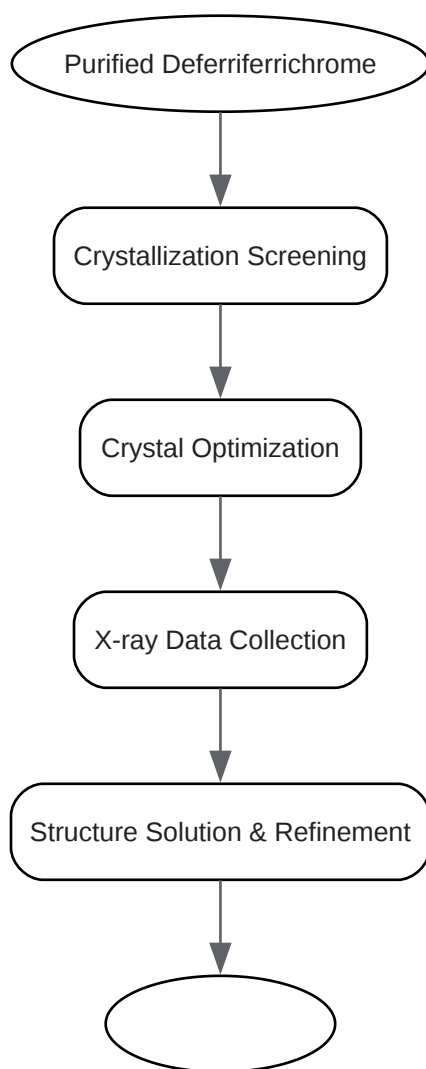 Purified Deferriferrichrome
Crystallization Screening
Crystal Optimization
X-ray Data Collection
Structure Solution & Refinement